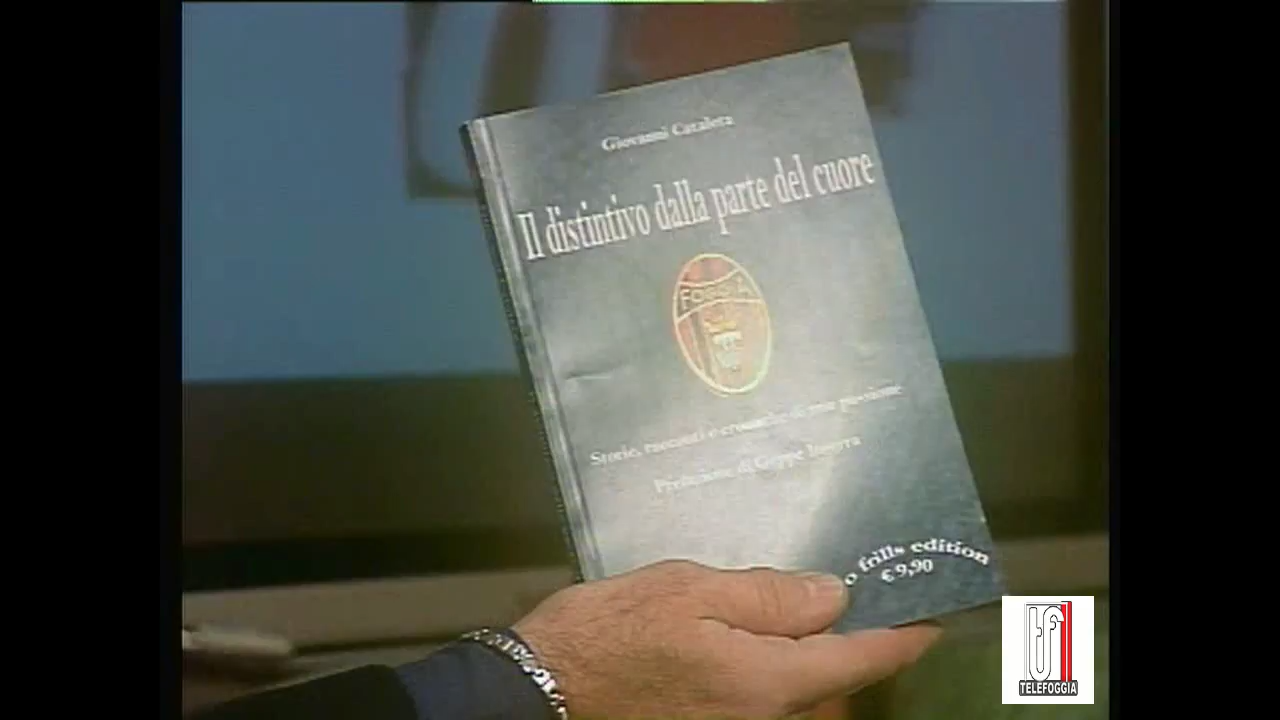 Giovanni Cataleta
Il distintivo dalla parte del cuore
FOGGIA
Storie, racconti e cronache di una passione
Prefazione di Geppe Inserra
o frills edition
€ 9,90
TELEFOGGIA